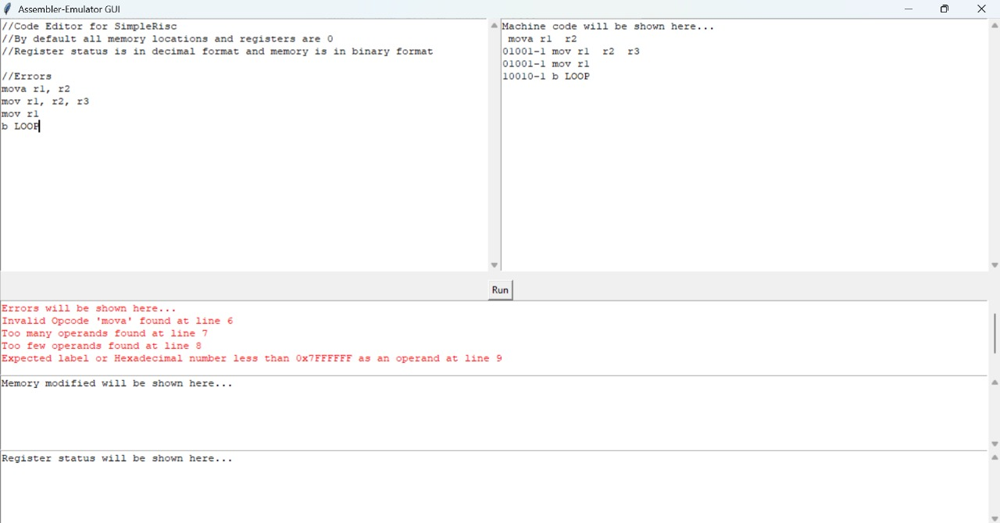 Assembler-Emulator GUI
//Code Editor for SimpleRisc
//By default all memory locations and registers are 0
//Register status is in decimal format and memory is in binary format
//Errors
mova r1, r2
mov r1, r2, r3
mov r1
b LOOP
Machine code will be shown here...
mova r1  r2
01001-1 mov r1  r2  r3
01001-1 mov r1
10010-1 b LOOP
Run
Errors will be shown here...
Invalid Opcode 'mova' found at line 6
Too many operands found at line 7
Too few operands found at line 8
Expected label or Hexadecimal number less than 0x7FFFFFF as an operand at line 9
Memory modified will be shown here...
Register status will be shown here...